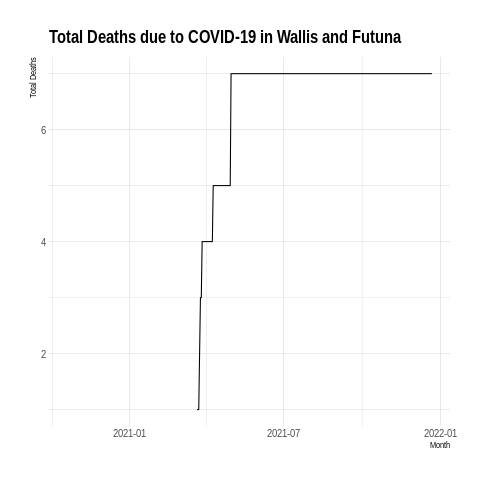 Total Deaths due to COVID-19 in Wallis and Futuna
Total Deaths
6
4
2
2021-01
2021-07
2022-01
Month